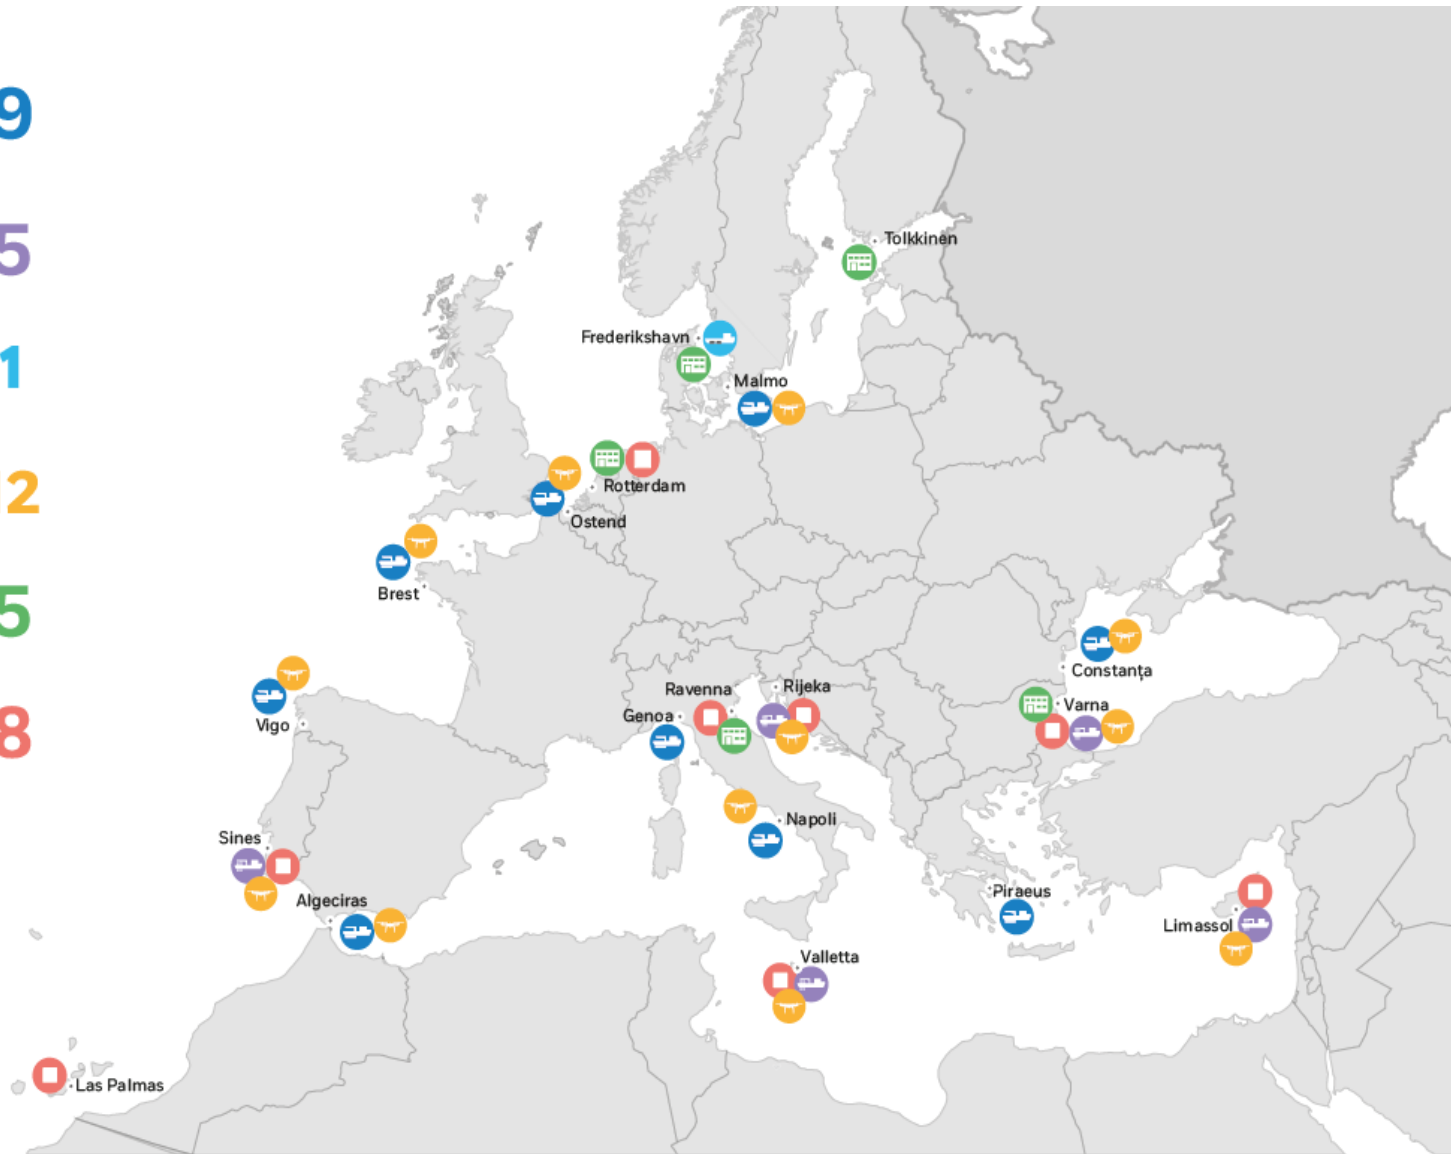 9
5
1
2
5
8
Tolkkinen
Frederikshavn
Malmo
Rotterdam
Ostend
Brest
Constanţa
Vigo
Ravenna
Rijeka
Genoa
Varna
Napoli
Sines
Algeciras
Piraeus
Limassol
Valletta
Las Palmas